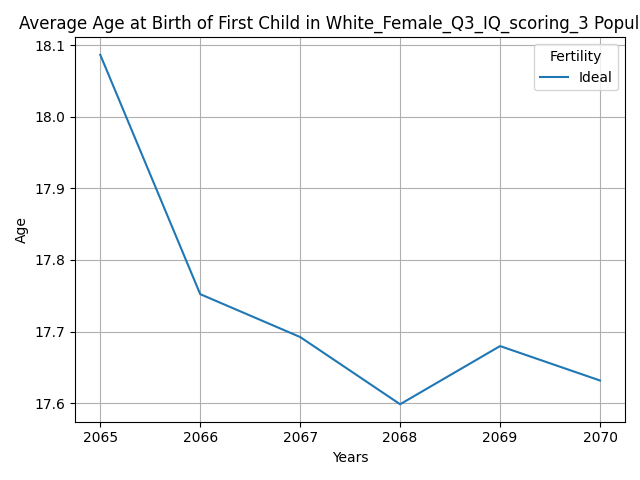 Average Age at Birth of First Child in White_Female_Q3_IQ_scoring_3 Popul
18.1
18.0
17.9
17.8
17.7
17.6
Age
Fertility
Ideal
2065 2066 2067 2068 2069 2070
Years